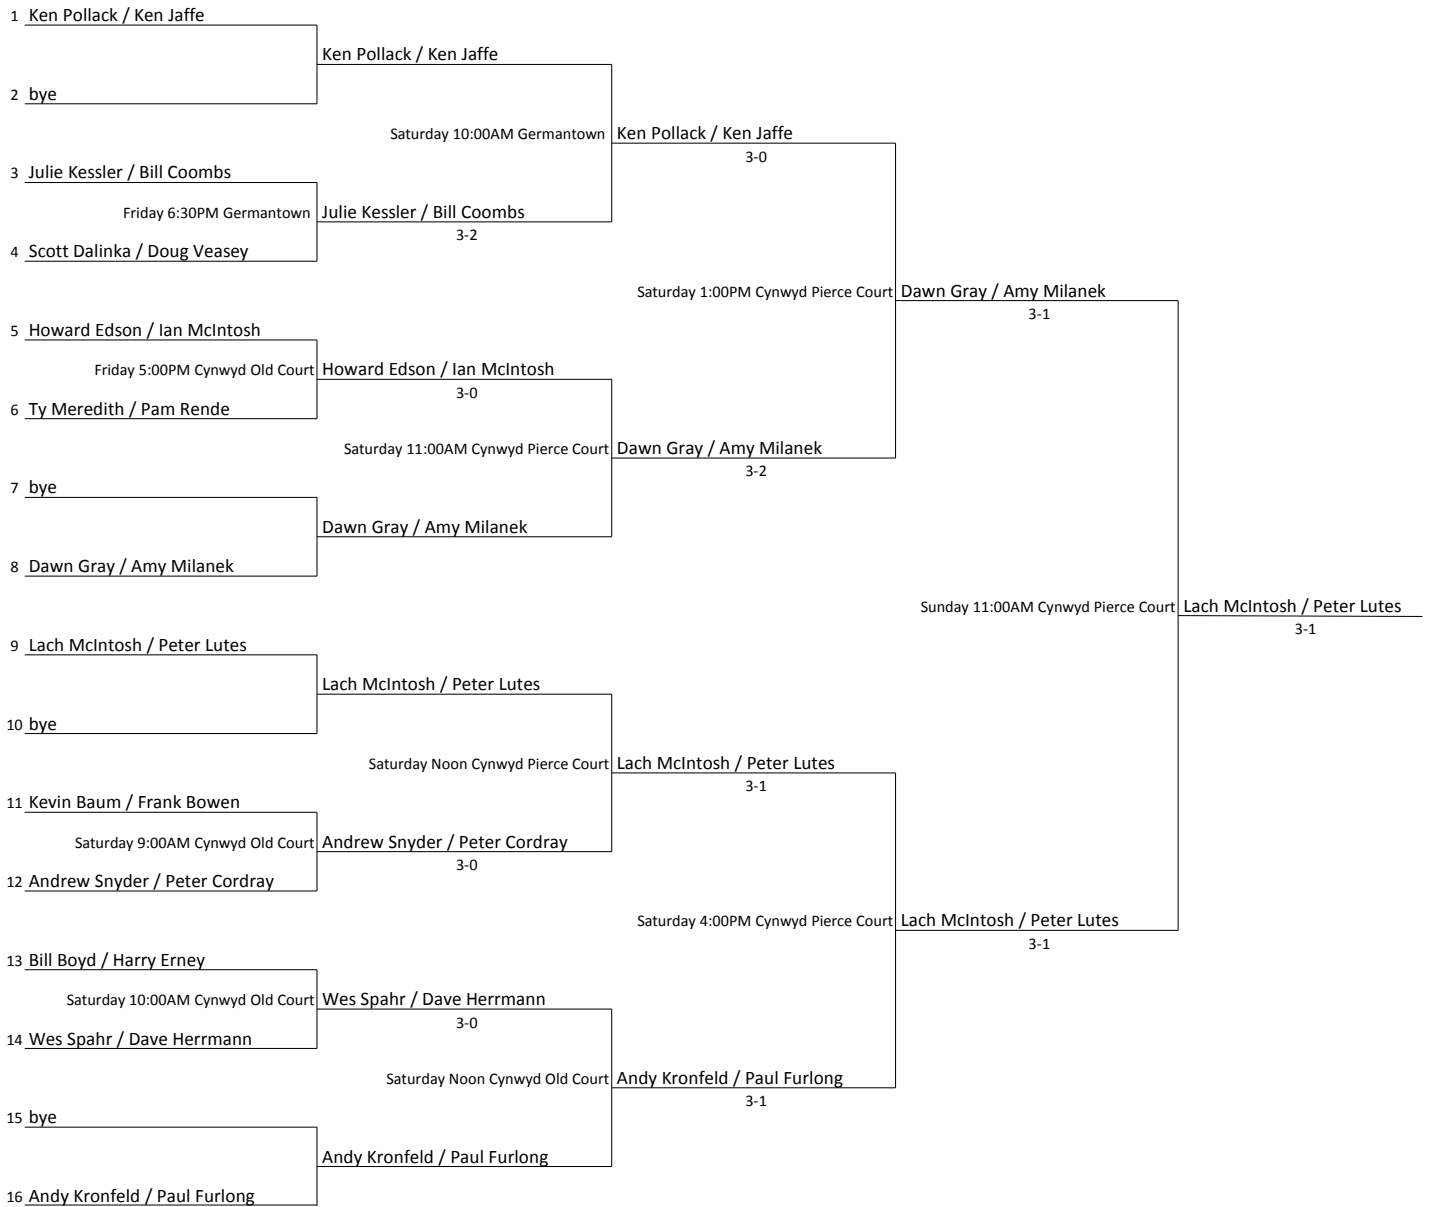 1 Ken Pollack / Ken Jaffe
Ken Pollack / Ken Jaffe
2 bye
Saturday 10:00AM Germantown Ken Pollack / Ken Jaffe
3-0
3 Julie Kessler / Bill Coombs
Friday 6:30PM Germantown Julie Kessler / Bill Coombs
3-2
4 Scott Dalinka / Doug Veasey
Saturday 1:00PM Cynwyd Pierce Court Dawn Gray / Amy Milanek
3-1
5 Howard Edson / Ian McIntosh
Friday 5:00PM Cynwyd Old Court Howard Edson / Ian McIntosh
3-0
6 Ty Meredith / Pam Rende
Saturday 11:00AM Cynwyd Pierce Court Dawn Gray / Amy Milanek
3-2
7 bye
Dawn Gray / Amy Milanek
8 Dawn Gray / Amy Milanek
Sunday 11:00AM Cynwyd Pierce Court Lach McIntosh / Peter Lutes
3-1
9 Lach McIntosh / Peter Lutes
Lach McIntosh / Peter Lutes
10 bye
Saturday Noon Cynwyd Pierce Court Lach McIntosh / Peter Lutes
3-1
11 Kevin Baum / Frank Bowen
Saturday 9:00AM Cynwyd Old Court Andrew Snyder / Peter Cordray
3-0
12 Andrew Snyder / Peter Cordray
Saturday 4:00PM Cynwyd Pierce Court Lach McIntosh / Peter Lutes
3-1
13 Bill Boyd / Harry Erney
Saturday 10:00AM Cynwyd Old Court Wes Spahr / Dave Herrmann
3-0
14 Wes Spahr / Dave Herrmann
Saturday Noon Cynwyd Old Court Andy Kronfeld / Paul Furlong
3-1
15 bye
Andy Kronfeld / Paul Furlong
16 Andy Kronfeld / Paul Furlong